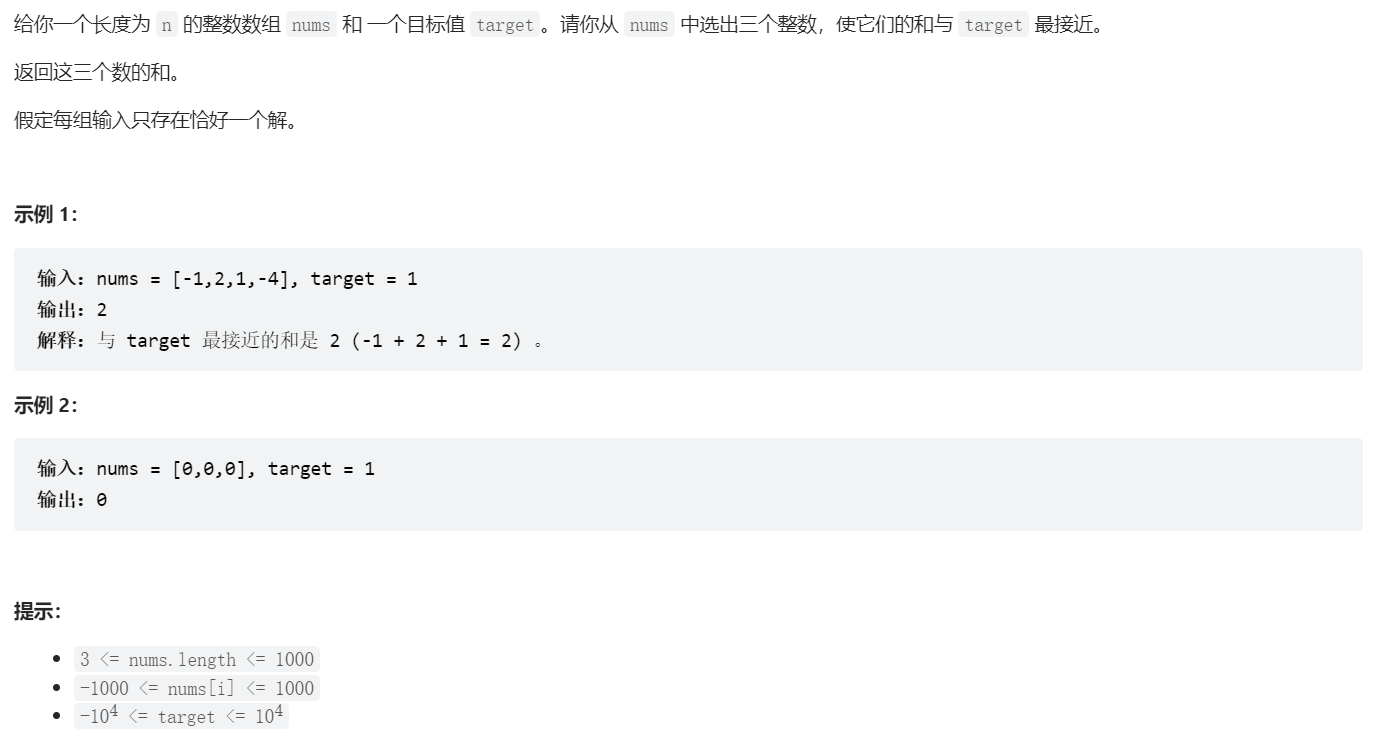 给你一个长度为 n 的整数数组 nums 和 一个目标值 target。请你从 nums 中选出三个整数，使它们的和与 target 最接近。
返回这三个数的和。
假定每组输入只存在恰好一个解。
示例 1：
输入：nums = [-1,2,1,-4], target = 1
输出：2
解释：与 target 最接近的和是 2 (-1 + 2 + 1 = 2) 。
示例 2：
输入：nums = [0,0,0], target = 1
输出：0
提示：
• 3 <= nums.length <= 1000
• -1000 <= nums[i] <= 1000
• -10⁴ <= target <= 10⁴